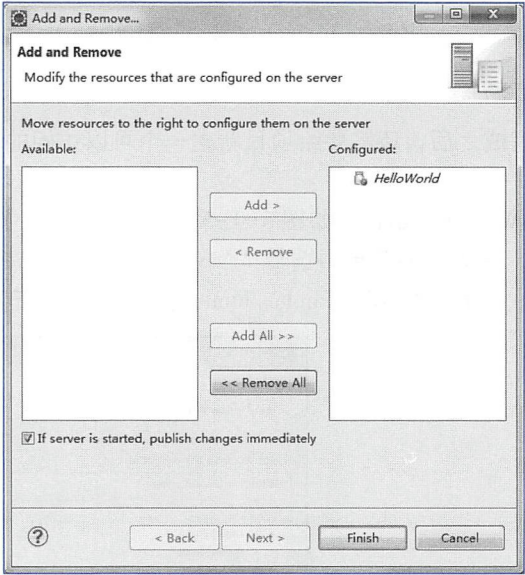 Add and Remove...
Add and Remove
Modify the resources that are configured on the server
Move resources to the right to configure them on the server
Available:
Configured:
HelloWorld
Add >
< Remove
Add All >>
<< Remove All
If server is started, publish changes immediately
?
< Back
Next >
Finish
Cancel